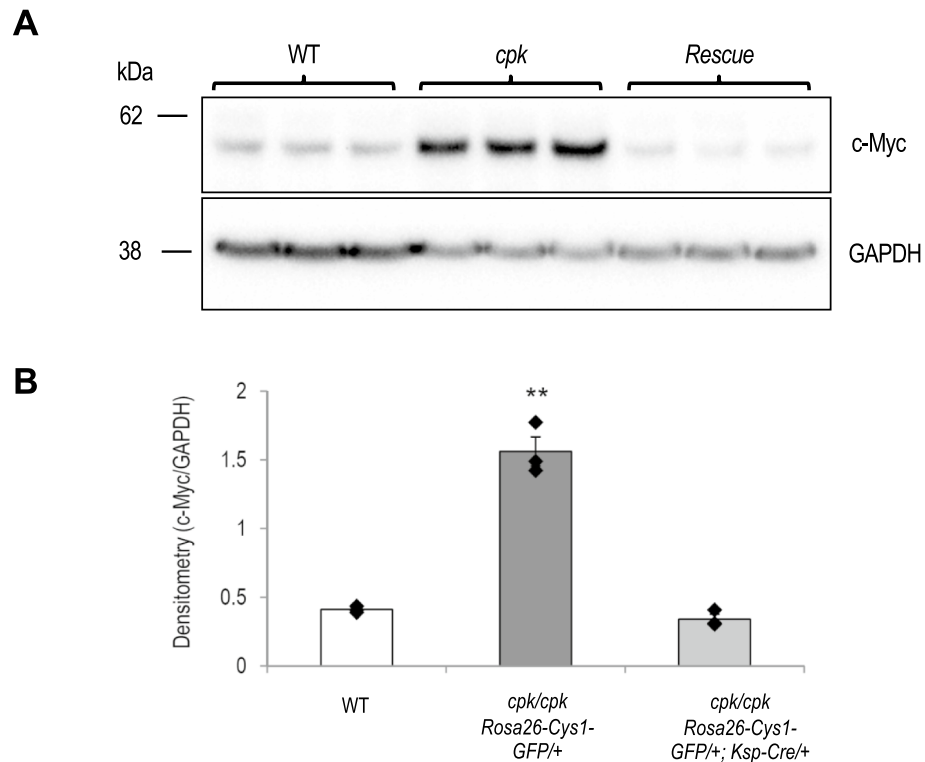 A
WT cpk Rescue
kDa
62
c-Myc
38
GAPDH
B
**
Densitometry (c-Myc/GAPDH)
2
1.5
1
0.5
0
WT
cpk/cpk
Rosa26-Cys1-
GFP/+
cpk/cpk
Rosa26-Cys1-
GFP/+; Ksp-Cre/+